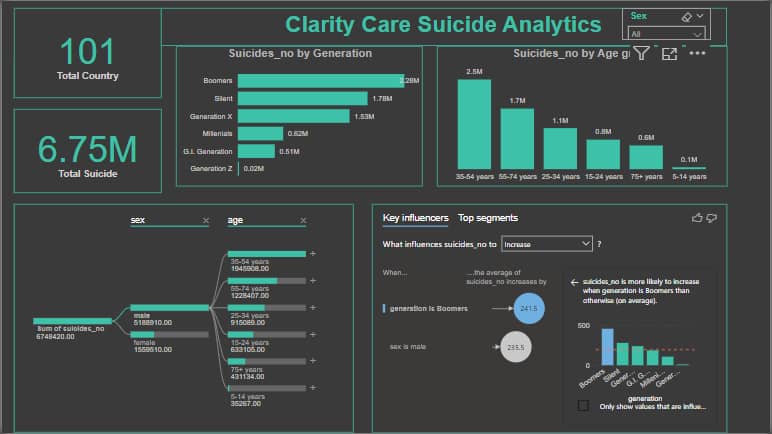 Clarity Care Suicide Analytics
Sex
All
101
Total Country
6.75M
Total Suicide
Suicides_no by Generation
Boomers 2.28M
Silent 1.78M
Generation X 1.53M
Millenials 0.62M
G.I. Generation 0.51M
Generation Z 0.02M
Suicides_no by Age g
2.5M
1.7M
1.1M
0.8M
0.6M
0.1M
35-54 years 55-74 years 25-34 years 15-24 years 75+ years 5-14 years
sex
age
Sum of suicides_no
6748420.00
male
5188910.00
female
1559510.00
35-54 years
1945908.00
55-74 years
1228407.00
25-34 years
915089.00
15-24 years
633105.00
75+ years
431134.00
5-14 years
35267.00
Key influencers Top segments
What influences suicides_no to Increase ?
When...
....the average of
suicides_no increases by
generation is Boomers 241.5
sex is male 235.5
suicides_no is more likely to increase
when generation is Boomers than
otherwise (on average).
500
0
Boomers Silent Gener... G.I. G... Milleni... Gener...
generation
Only show values that are influe...